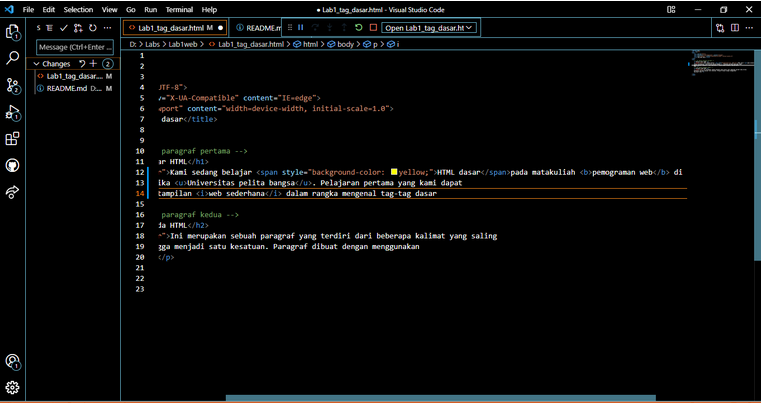 File Edit Selection View Go Run Terminal Help
● Lab1_tag_dasar.html - Visual Studio Code
Message (Ctrl+Enter ...
Changes 2
Lab1_tag_dasar.... M
README.md D:... M
Lab1_tag_dasar.html M
README.m
Open Lab1_tag_dasar.ht
D: > Labs > Lab1web > Lab1_tag_dasar.html > html > body > p > i
1
2
3
4 JTF-8">
5 ="X-UA-Compatible" content="IE=edge">
6 port" content="width=device-width, initial-scale=1.0">
7 dasar</title>
8
9
10 paragraf pertama -->
11 ar HTML</h1>
12 ">Kami sedang belajar <span style="background-color: yellow;">HTML dasar</span>pada matakuliah <b>pemograman web</b> di
13 ika <u>Universitas pelita bangsa</u>. Pelajaran pertama yang kami dapat
14 tampilan <i>web sederhana</i> dalam rangka mengenal tag-tag dasar
15
16 paragraf kedua -->
17 da HTML</h2>
18 ">Ini merupakan sebuah paragraf yang terdiri dari beberapa kalimat yang saling
19 gga menjadi satu kesatuan. Paragraf dibuat dengan menggunakan
20 </p>
21
22
23